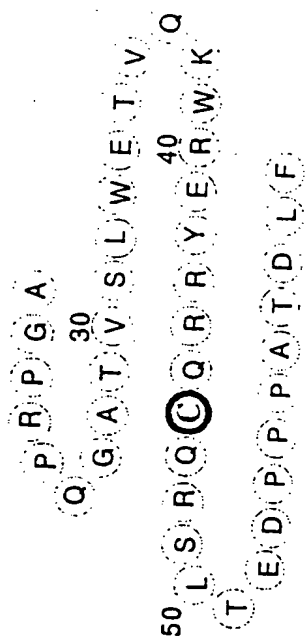 P R P G A
Q
30
G A T V S L W E T V Q
40
50 L S R Q C Q R R Y E R W K
T E D P P P A T D L F